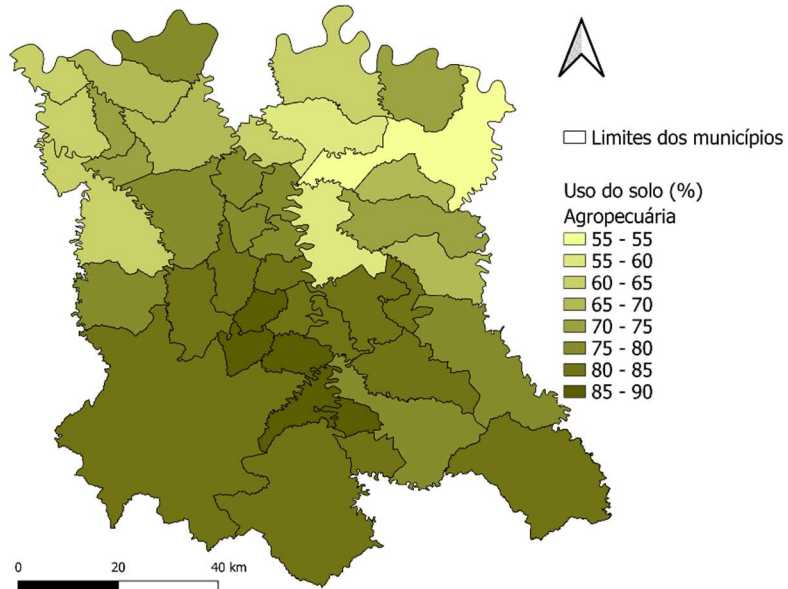 Limites dos municípios
Uso do solo (%)
Agropecuária
55 - 55
55 - 60
60 - 65
65 - 70
70 - 75
75 - 80
80 - 85
85 - 90
0 20 40 km